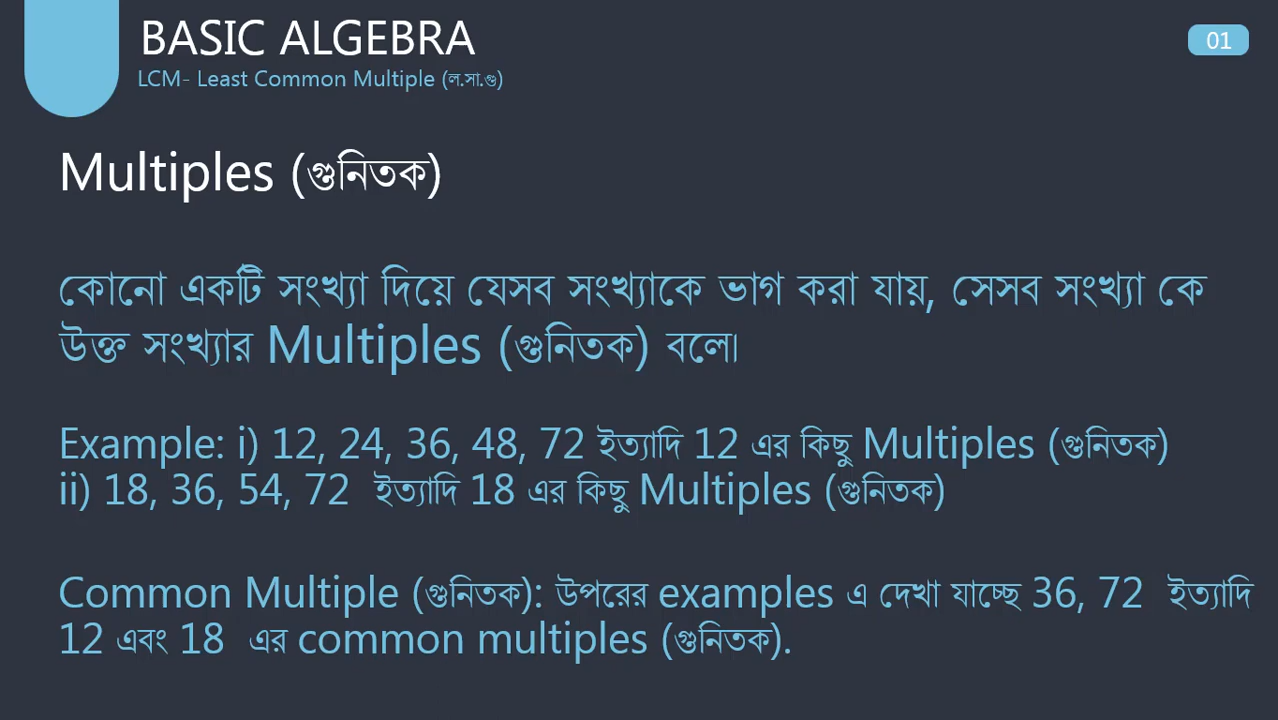 BASIC ALGEBRA
01
LCM- Least Common Multiple (ল.সা.গু)
Multiples (গুনিতক)
কোনো একটি সংখ্যা দিয়ে যেসব সংখ্যাকে ভাগ করা যায়, সেসব সংখ্যা কে
উক্ত সংখ্যার Multiples (গুনিতক) বলে।
Example: i) 12, 24, 36, 48, 72 ইত্যাদি 12 এর কিছু Multiples (গুনিতক)
ii) 18, 36, 54, 72 ইত্যাদি 18 এর কিছু Multiples (গুনিতক)
Common Multiple (গুনিতক): উপরের examples এ দেখা যাচ্ছে 36, 72 ইত্যাদি
12 এবং 18 এর common multiples (গুনিতক).